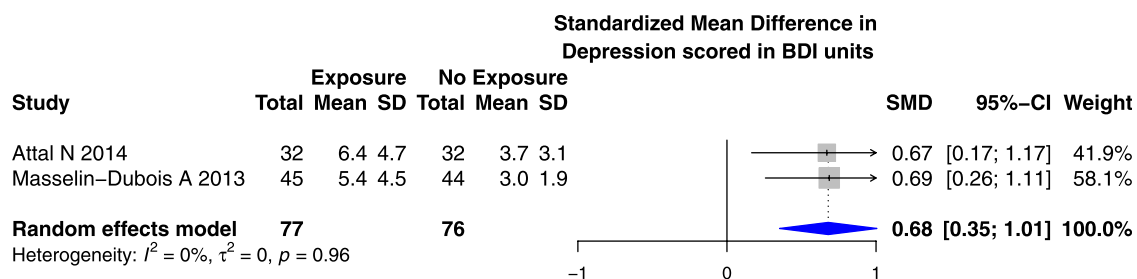 Standardized Mean Difference in
Depression scored in BDI units
Exposure No Exposure
Study Total Mean SD Total Mean SD SMD 95%−CI Weight
Attal N 2014 32 6.4 4.7 32 3.7 3.1 0.67 [0.17; 1.17] 41.9%
Masselin−Dubois A 2013 45 5.4 4.5 44 3.0 1.9 0.69 [0.26; 1.11] 58.1%
Random effects model 77 76 0.68 [0.35; 1.01] 100.0%
Heterogeneity: I² = 0%, τ² = 0, p = 0.96
−1 0 1